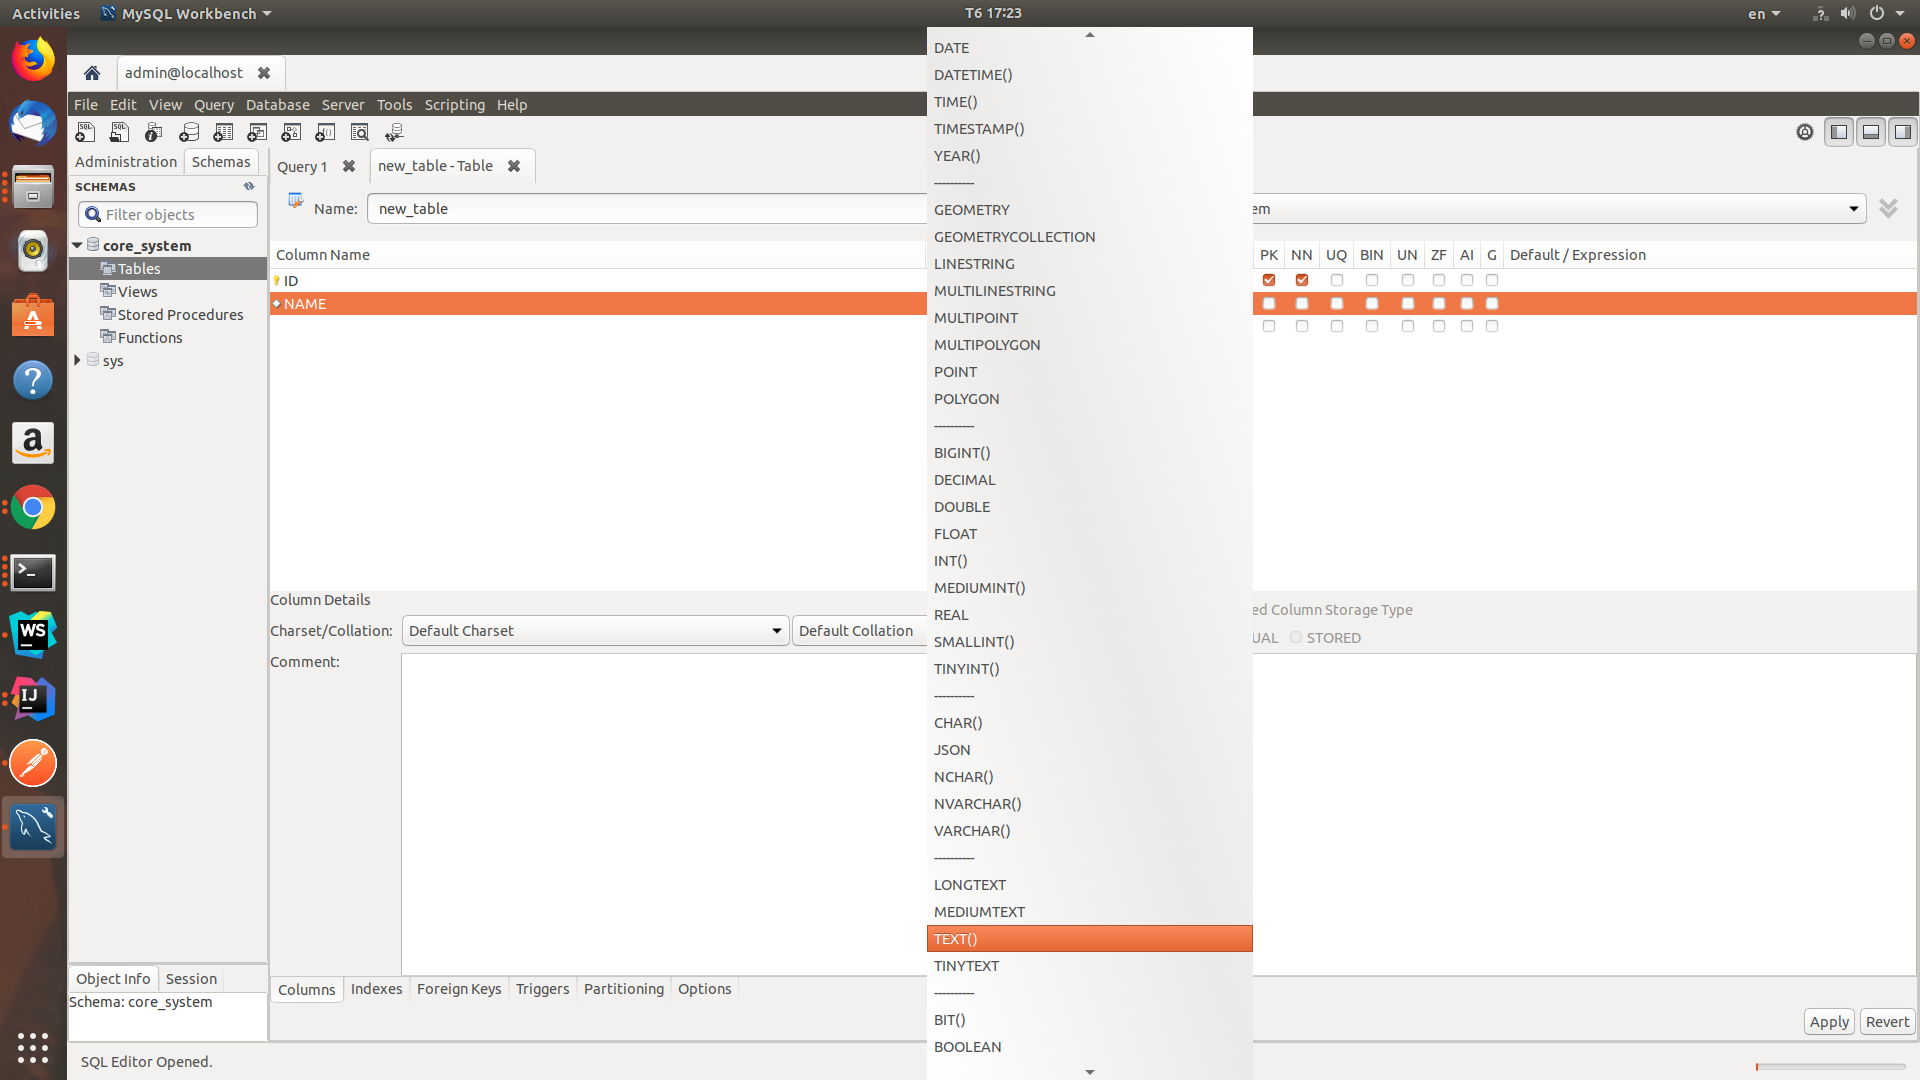 Activities MySQL Workbench T6 17:23 en
admin@localhost
File Edit View Query Database Server Tools Scripting Help
Administration Schemas
SCHEMAS
Filter objects
core_system
Tables
Views
Stored Procedures
Functions
sys
Object Info Session
Schema: core_system
SQL Editor Opened.
Query 1 new_table - Table
Name: new_table
em
Column Name PK NN UQ BIN UN ZF AI G Default / Expression
ID
NAME
Column Details
Charset/Collation: Default Charset Default Collation
Comment:
ed Column Storage Type
UAL STORED
Columns Indexes Foreign Keys Triggers Partitioning Options
Apply Revert
DATE
DATETIME()
TIME()
TIMESTAMP()
YEAR()
----------
GEOMETRY
GEOMETRYCOLLECTION
LINESTRING
MULTILINESTRING
MULTIPOINT
MULTIPOLYGON
POINT
POLYGON
----------
BIGINT()
DECIMAL
DOUBLE
FLOAT
INT()
MEDIUMINT()
REAL
SMALLINT()
TINYINT()
----------
CHAR()
JSON
NCHAR()
NVARCHAR()
VARCHAR()
----------
LONGTEXT
MEDIUMTEXT
TEXT()
TINYTEXT
----------
BIT()
BOOLEAN
SQL
SQL
WS
IJ